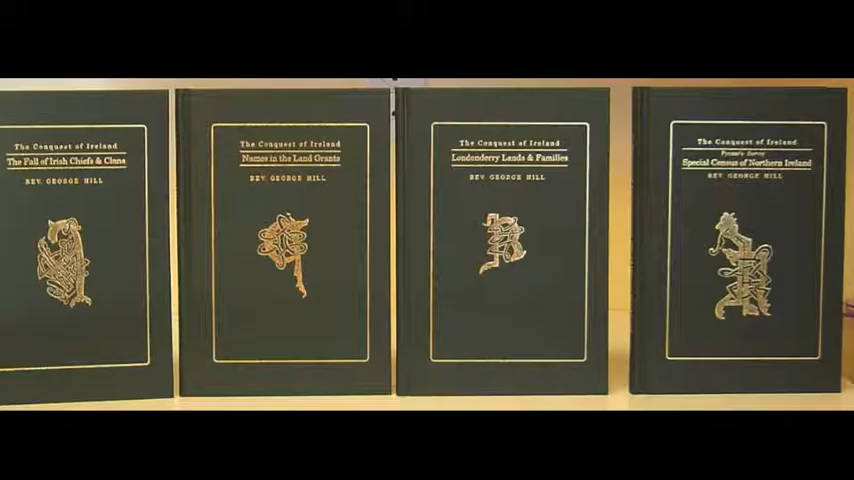 The Conquest of Ireland
The Fall of Irish Chiefs & Clans
REV. GEORGE HILL
The Conquest of Ireland
Names in the Land Grants
REV. GEORGE HILL
The Conquest of Ireland
Londonderry Lands & Families
REV. GEORGE HILL
The Conquest of Ireland
Pynnar's Survey
Special Census of Northern Ireland
REV. GEORGE HILL